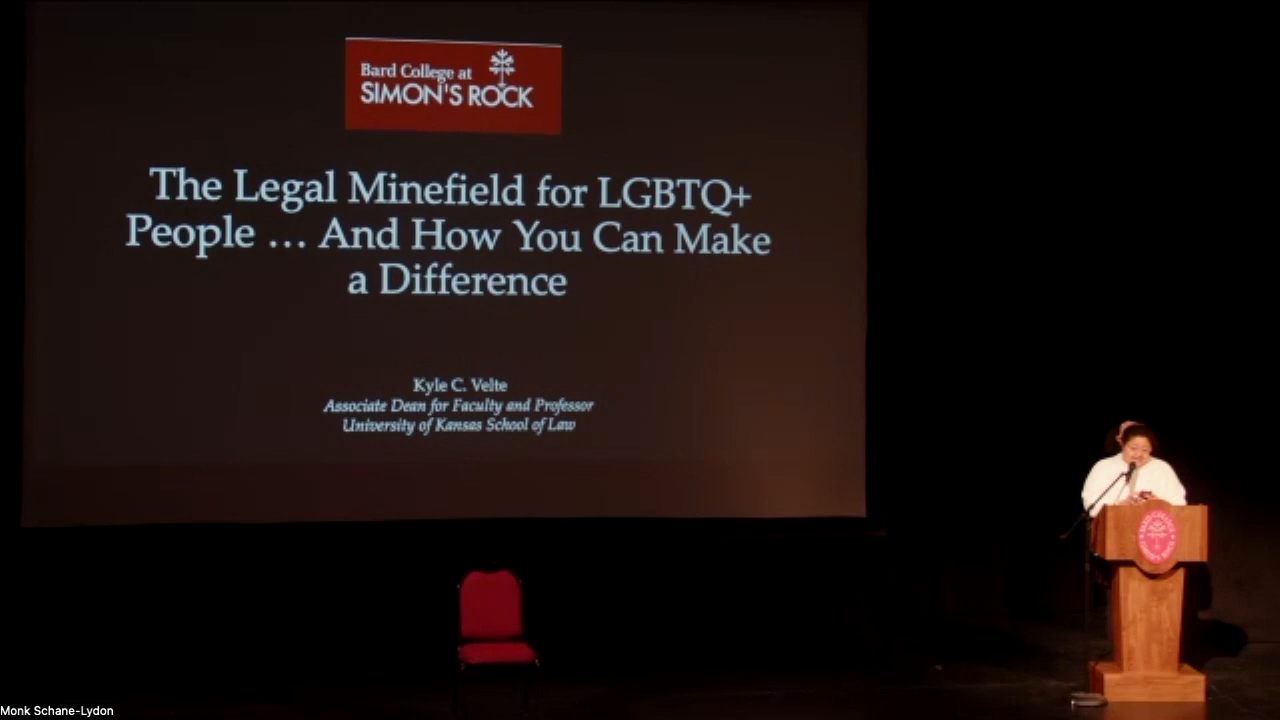 Bard College at
SIMON'S ROCK
The Legal Minefield for LGBTQ+
People … And How You Can Make
a Difference
Kyle C. Velte
Associate Dean for Faculty and Professor
University of Kansas School of Law
Monk Schane-Lydon